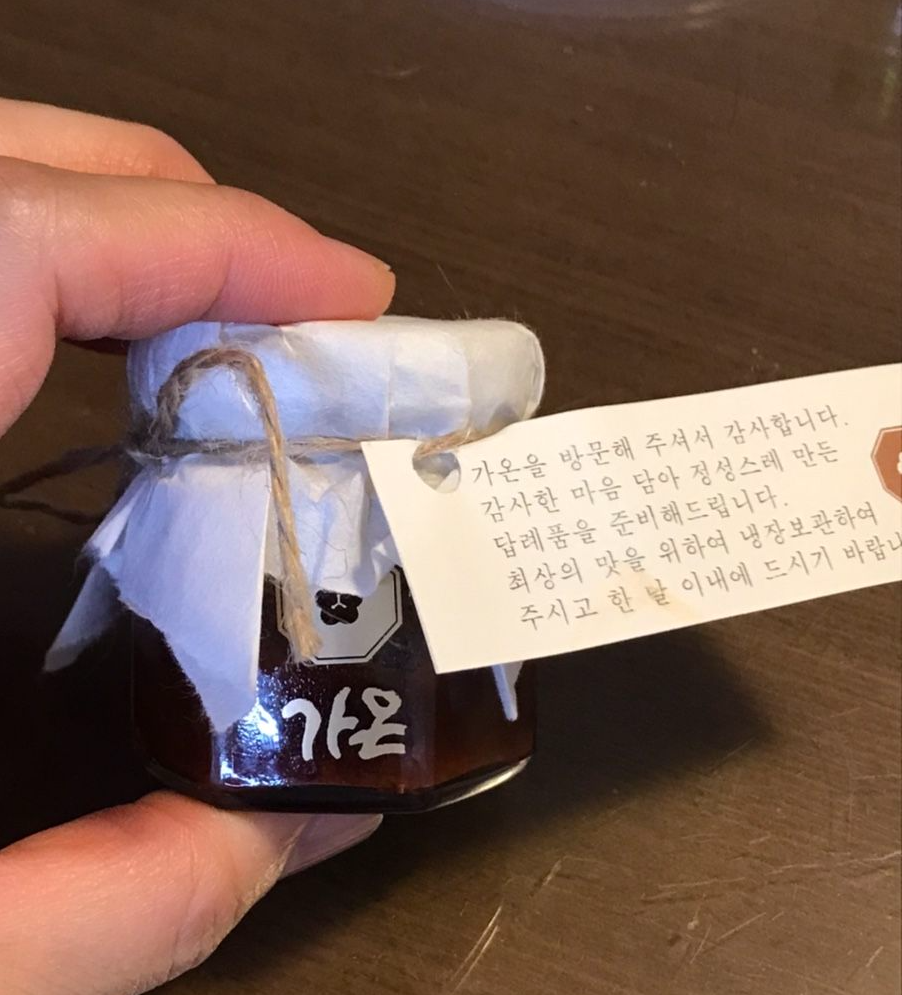 가온을 방문해 주셔서 감사합니다.
감사한 마음 담아 정성스레 만든
답례품을 준비해드립니다.
최상의 맛을 위하여 냉장보관하여
주시고 한 달 이내에 드시기 바랍니
가온